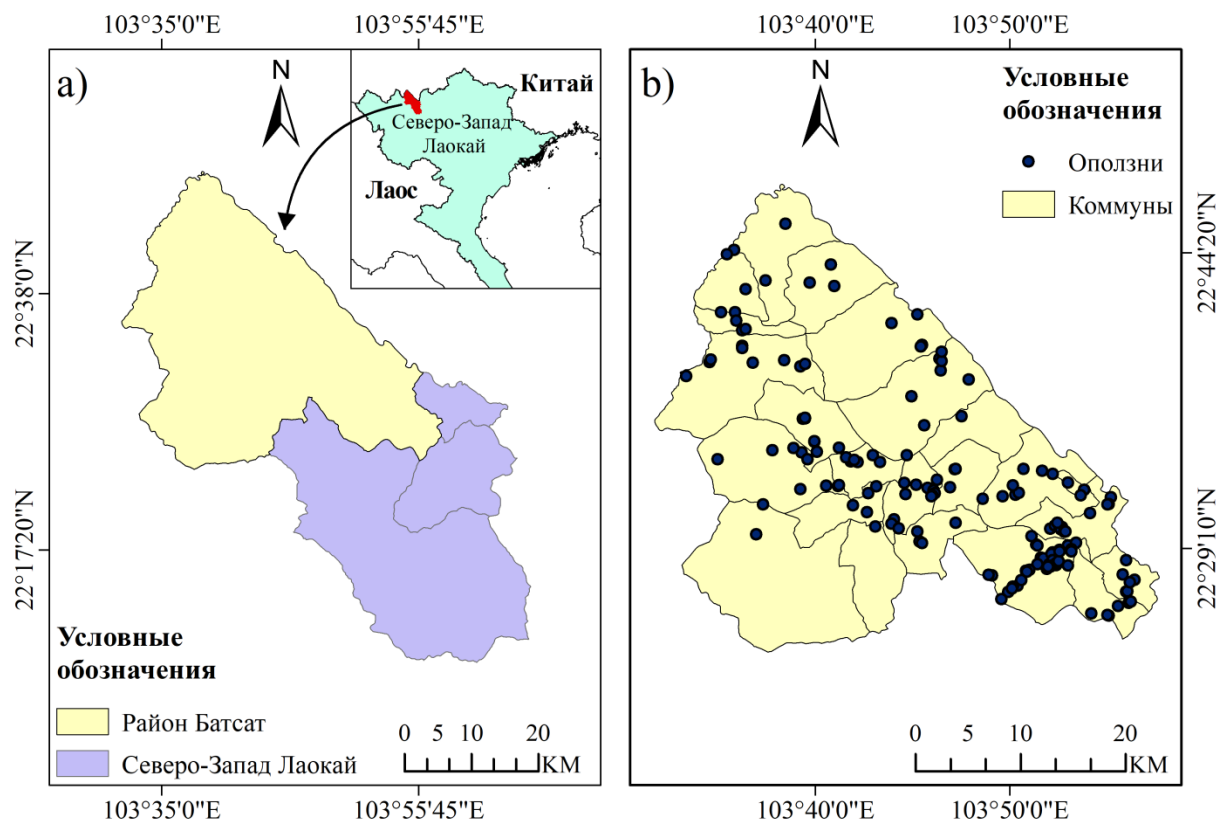 103°35'0"E
103°55'45"E
a)
N
Китай
Северо-Запад
Лаокай
Лаос
22°38'0"N
22°17'20"N
Условные
обозначения
Район Батсат
Северо-Запад Лаокай
0 5 10 20
KM
103°35'0"E
103°55'45"E
103°40'0"E
103°50'0"E
b)
N
Условные
обозначения
Оползни
Коммуны
22°44'20"N
22°29'10"N
0 5 10 20
KM
103°40'0"E
103°50'0"E